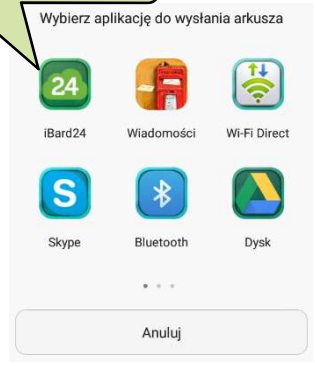 Wybierz aplikację do wysłania arkusza
24
iBard24
Wiadomości
Wi-Fi Direct
S
Skype
Bluetooth
Dysk
Anuluj